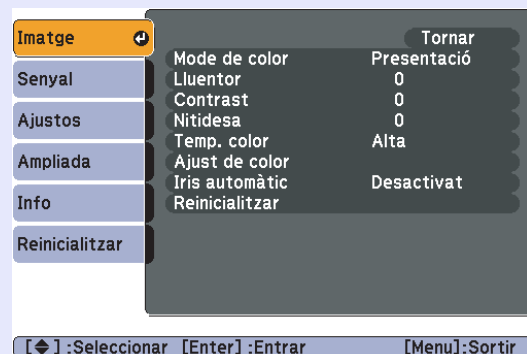 Imatge
Senyal
Ajustos
Ampliada
Info
Reinicialitzar
Tornar
Mode de color Presentació
Lluentor 0
Contrast 0
Nitidesa 0
Temp. color Alta
Ajust de color
Iris automàtic Desactivat
Reinicialitzar
[◆] :Seleccionar [Enter] :Entrar [Menu]:Sortir